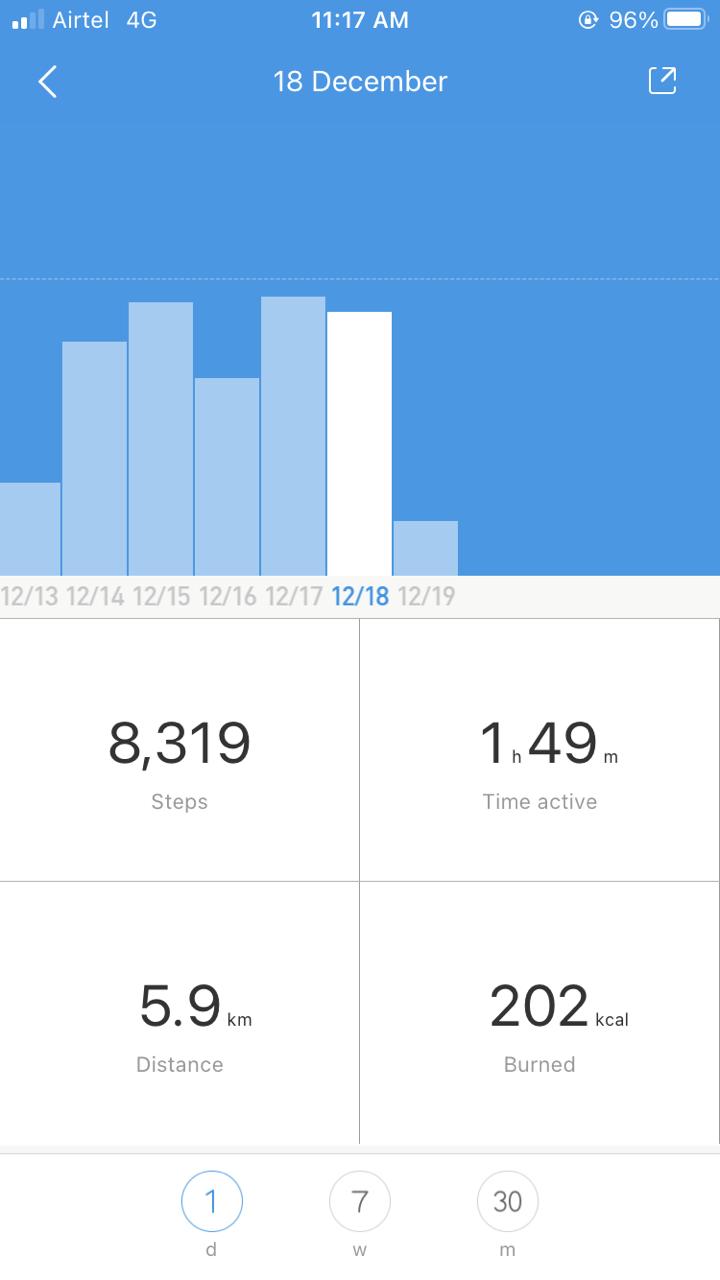 Airtel 4G 11:17 AM 96%
18 December
12/13 12/14 12/15 12/16 12/17 12/18 12/19
8,319
Steps
1 h 49 m
Time active
5.9 km
Distance
202 kcal
Burned
1 7 30
d w m